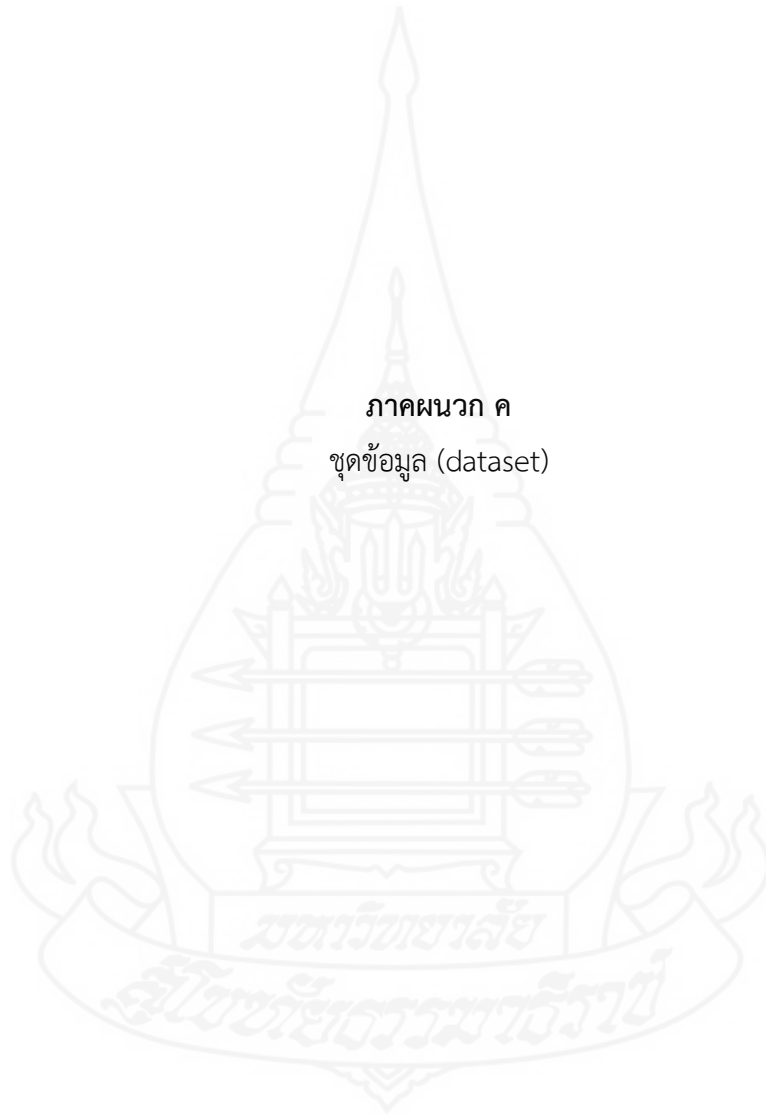 ภาคผนวก ค
ชุดข้อมูล (dataset)
มหาวิทยาลัย
สุโขทัยธรรมาธิราช